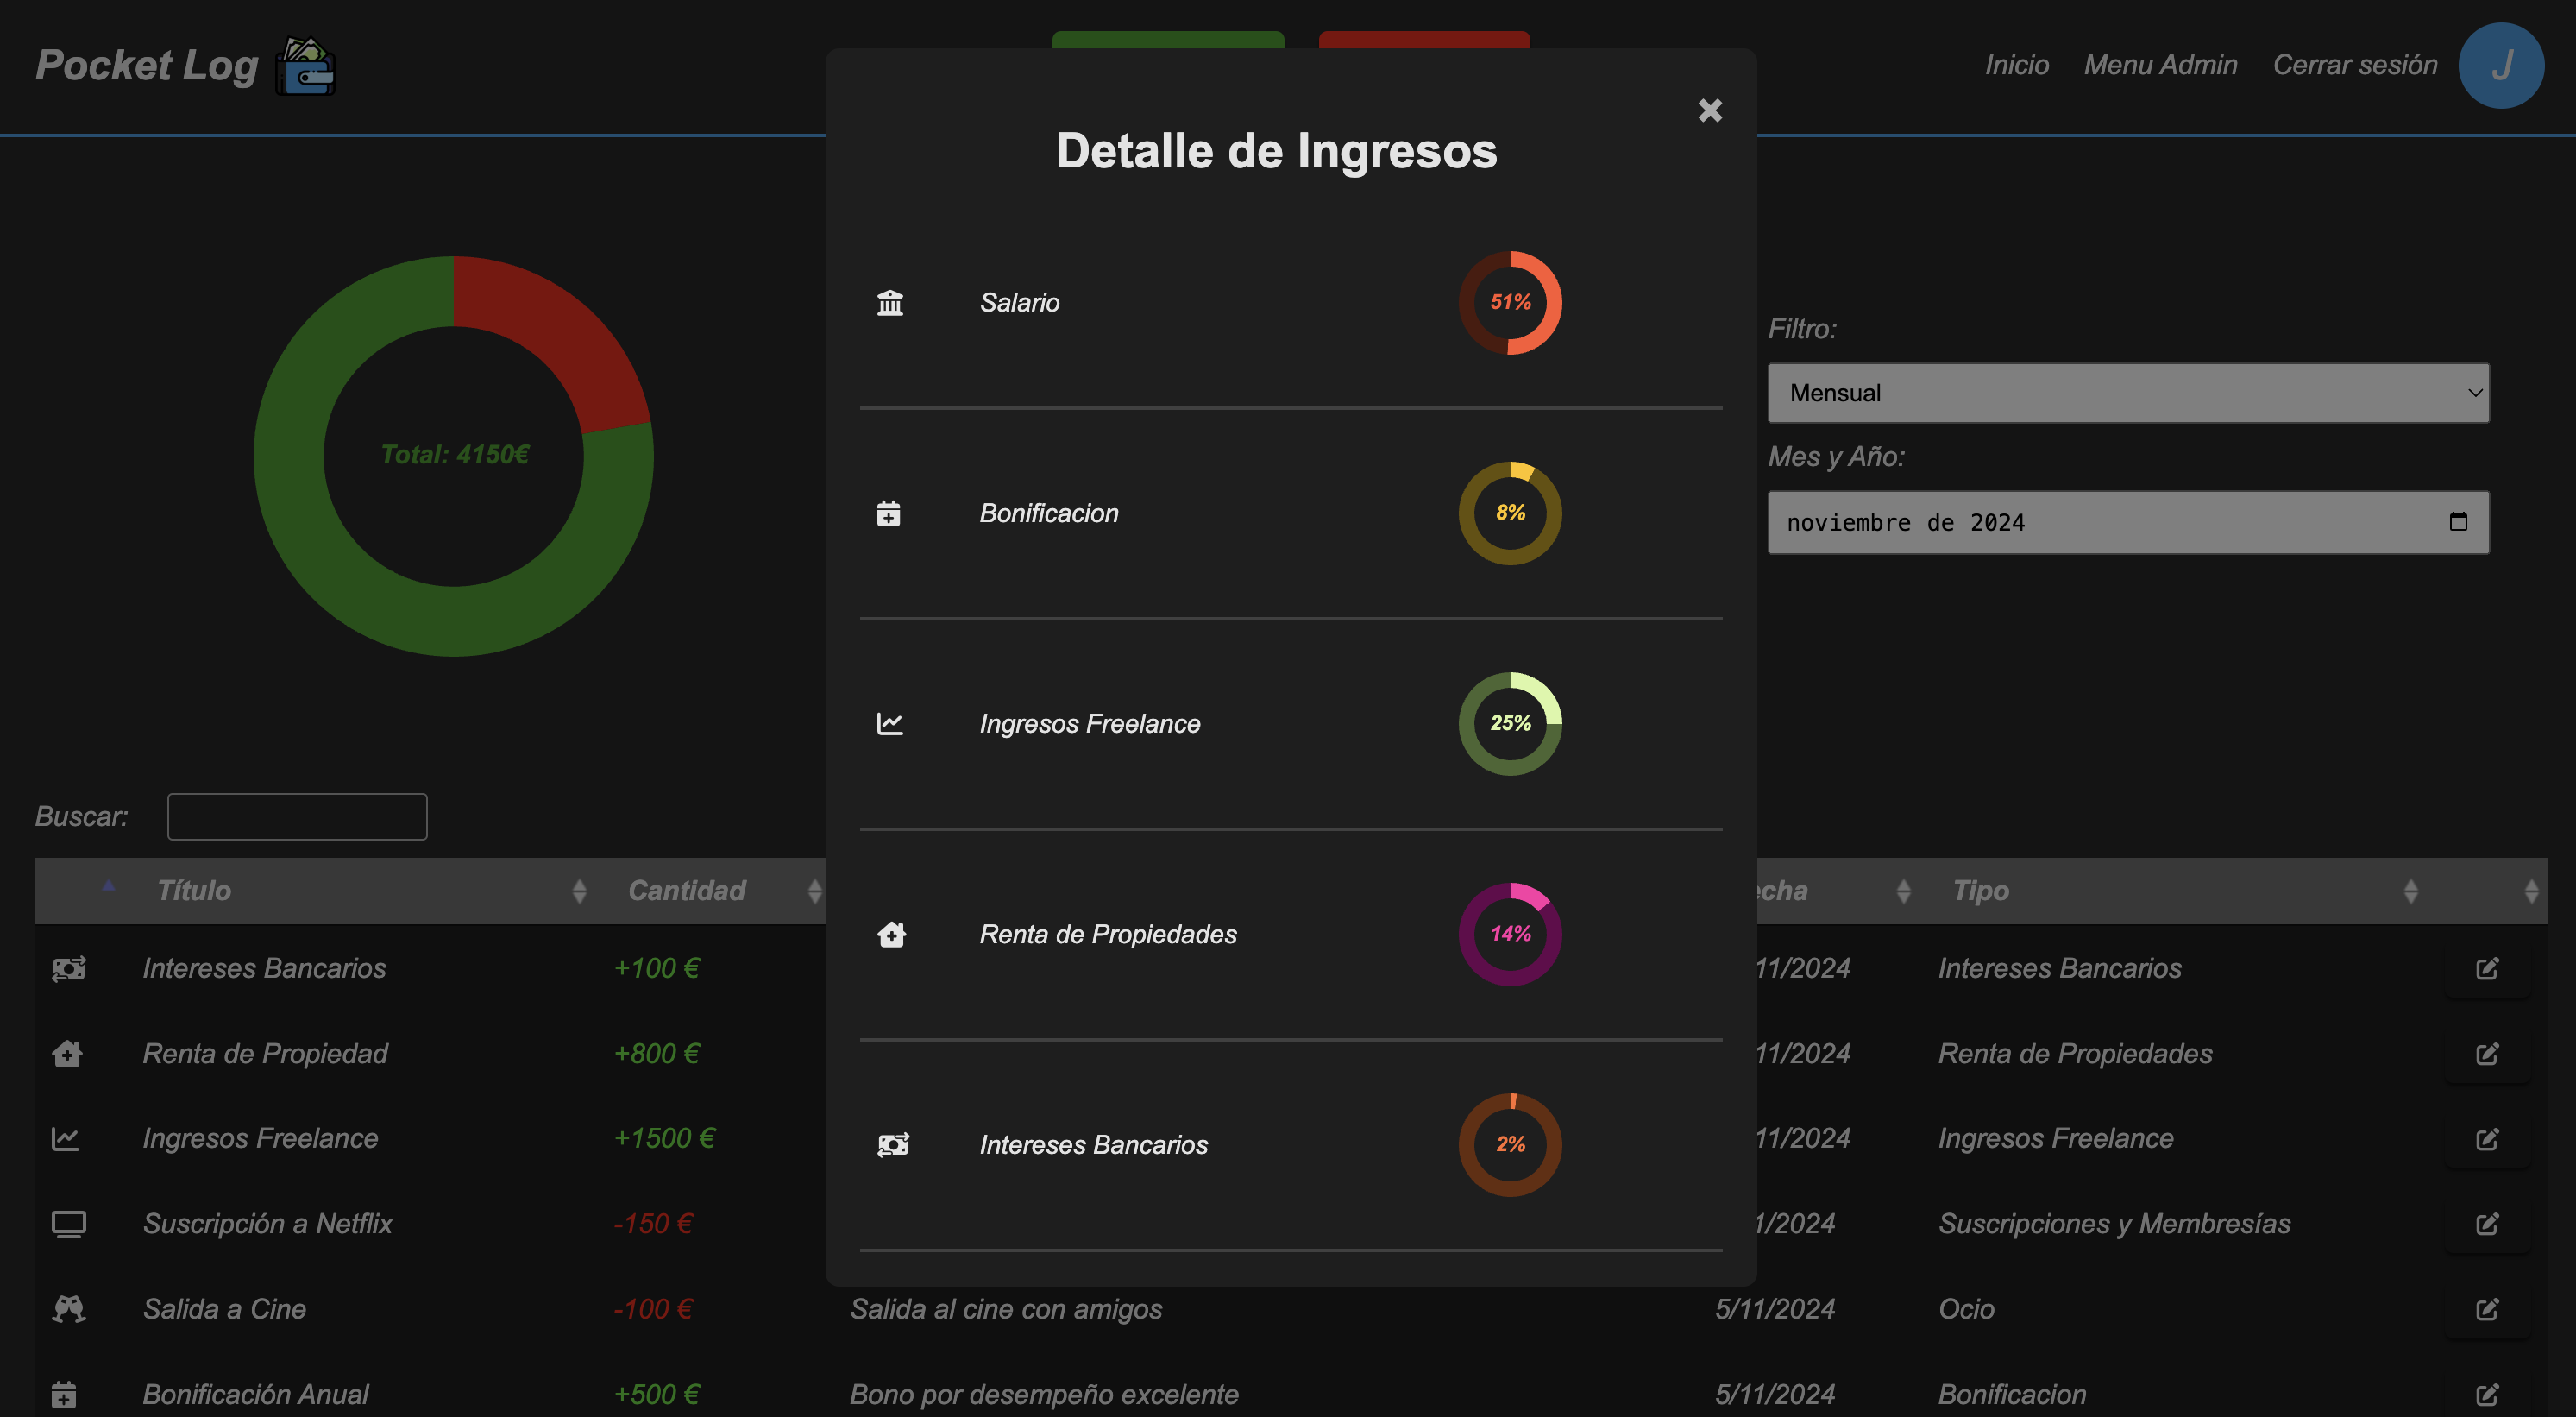 Pocket Log
Inicio Menu Admin Cerrar sesión J
Detalle de Ingresos
Salario 51%
Bonificacion 8%
Ingresos Freelance 25%
Renta de Propiedades 14%
Intereses Bancarios 2%
Total: 4150€
Filtro:
Mensual
Mes y Año:
noviembre de 2024
Buscar:
Título Cantidad Tipo
Intereses Bancarios +100 € 11/2024 Intereses Bancarios
Renta de Propiedad +800 € 11/2024 Renta de Propiedades
Ingresos Freelance +1500 € 11/2024 Ingresos Freelance
Suscripción a Netflix -150 € 1/2024 Suscripciones y Membresías
Salida a Cine -100 € Salida al cine con amigos 5/11/2024 Ocio
Bonificación Anual +500 € Bono por desempeño excelente 5/11/2024 Bonificacion